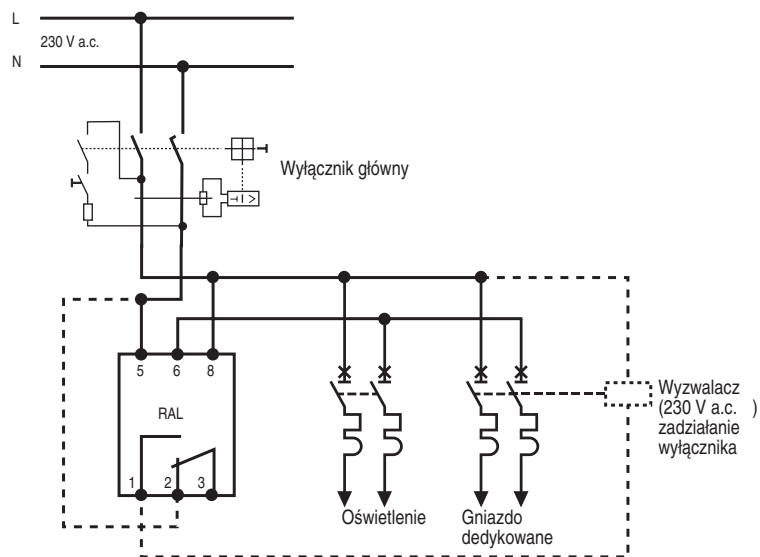 L
230 V a.c.
N
Wyłącznik główny
5 6 8
RAL
1 2 3
Wyzwalacz
(230 V a.c. )
zadziałanie
wyłącznika
Oświetlenie
Gniazdo
dedykowane